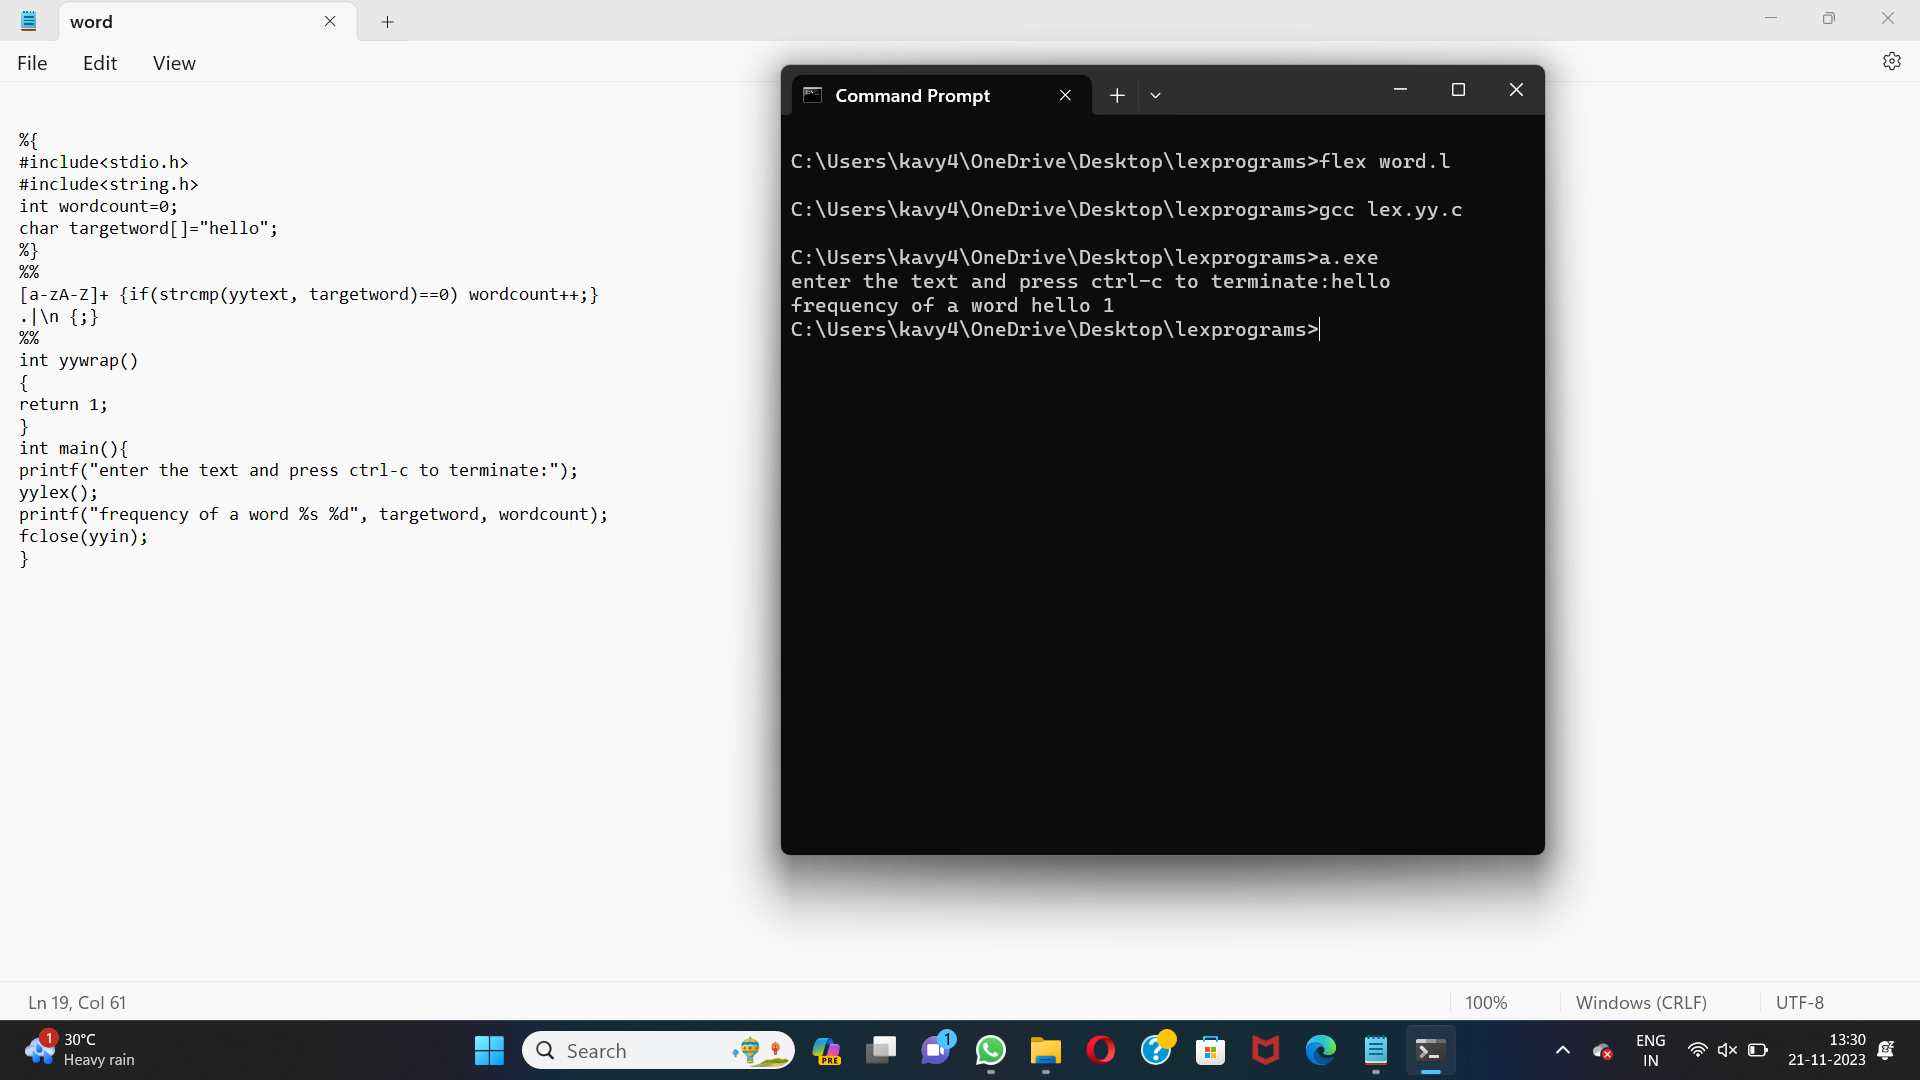 word
File Edit View
%{
#include<stdio.h>
#include<string.h>
int wordcount=0;
char targetword[]="hello";
%}
%%
[a-zA-Z]+ {if(strcmp(yytext, targetword)==0) wordcount++;}
.|\n {;}
%%
int yywrap()
{
return 1;
}
int main(){
printf("enter the text and press ctrl-c to terminate:");
yylex();
printf("frequency of a word %s %d", targetword, wordcount);
fclose(yyin);
}
Command Prompt
C:\Users\kavy4\OneDrive\Desktop\lexprograms>flex word.l
C:\Users\kavy4\OneDrive\Desktop\lexprograms>gcc lex.yy.c
C:\Users\kavy4\OneDrive\Desktop\lexprograms>a.exe
enter the text and press ctrl-c to terminate:hello
frequency of a word hello 1
C:\Users\kavy4\OneDrive\Desktop\lexprograms>
Ln 19, Col 61 100% Windows (CRLF) UTF-8
1
30°C
Heavy rain
Search
PRE
1
ENG
IN
13:30
21-11-2023